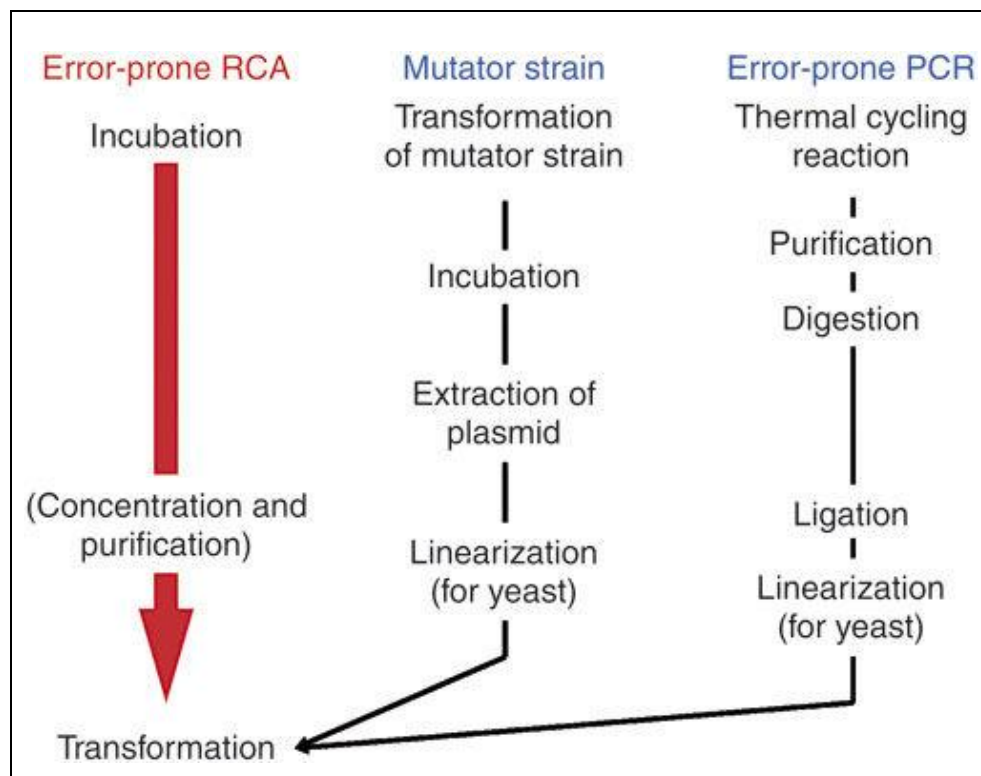 Error-prone RCA
Incubation
(Concentration and
purification)
Transformation
Mutator strain
Transformation
of mutator strain
Incubation
Extraction of
plasmid
Linearization
(for yeast)
Error-prone PCR
Thermal cycling
reaction
Purification
Digestion
Ligation
Linearization
(for yeast)